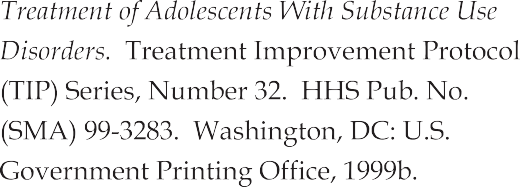 Treatment of Adolescents With Substance Use
Disorders.  Treatment Improvement Protocol
(TIP) Series, Number 32.  HHS Pub. No.
(SMA) 99-3283.  Washington, DC: U.S.
Government Printing Office, 1999b.